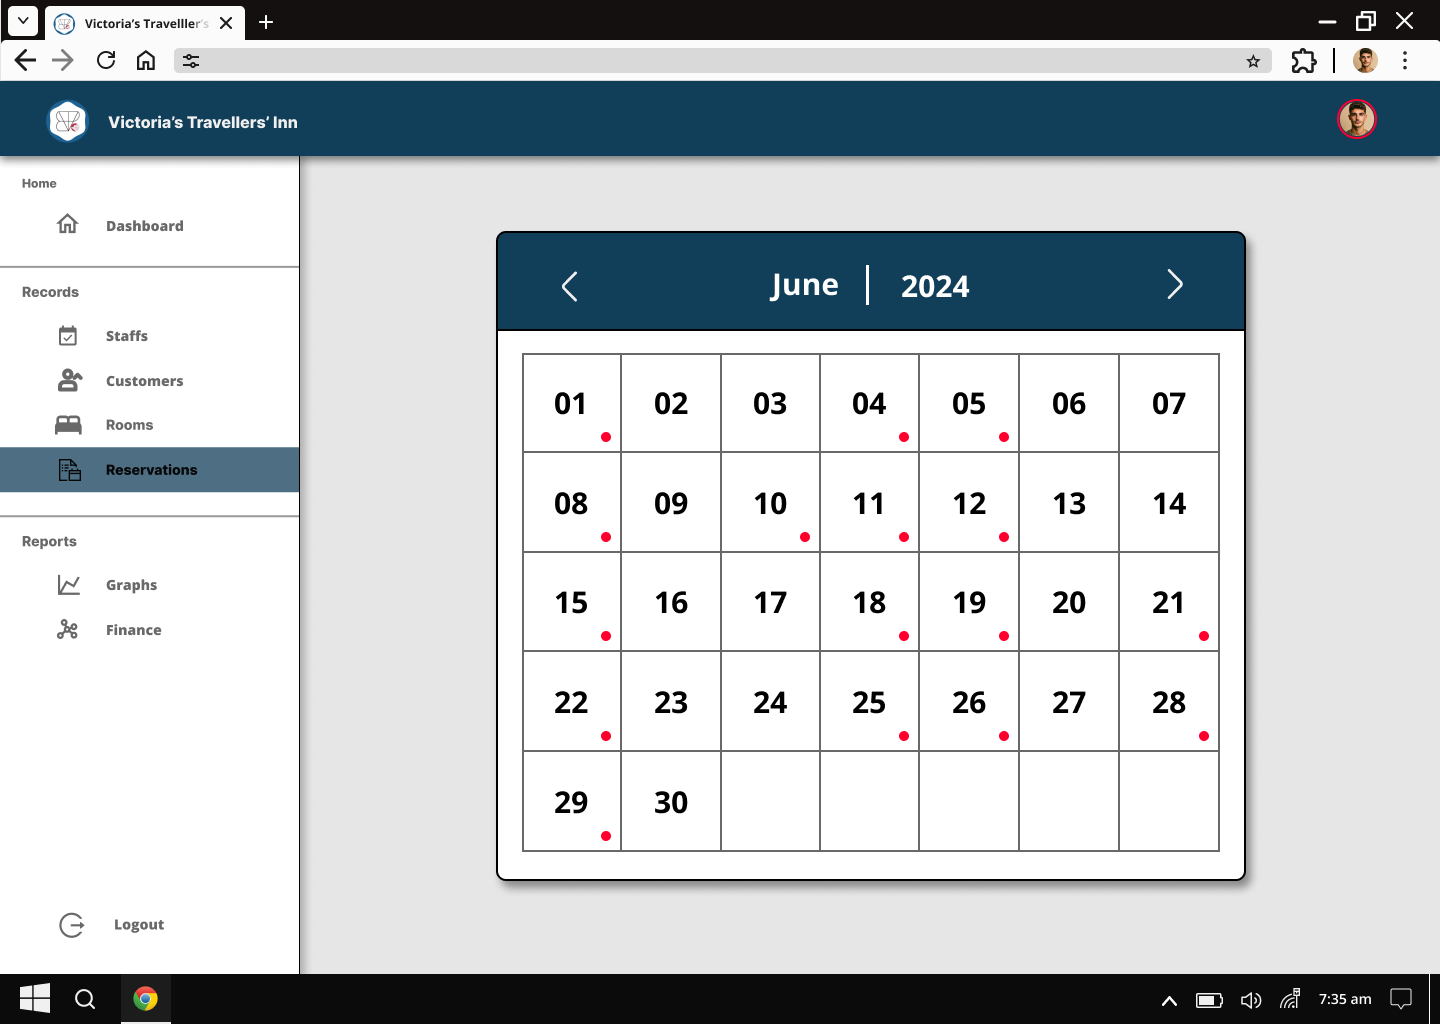 Victoria's Travelller's
Victoria's Travellers' Inn
Home
Dashboard
Records
Staffs
Customers
Rooms
Reservations
Reports
Graphs
Finance
Logout
June 2024
01 02 03 04 05 06 07
08 09 10 11 12 13 14
15 16 17 18 19 20 21
22 23 24 25 26 27 28
29 30
7:35 am